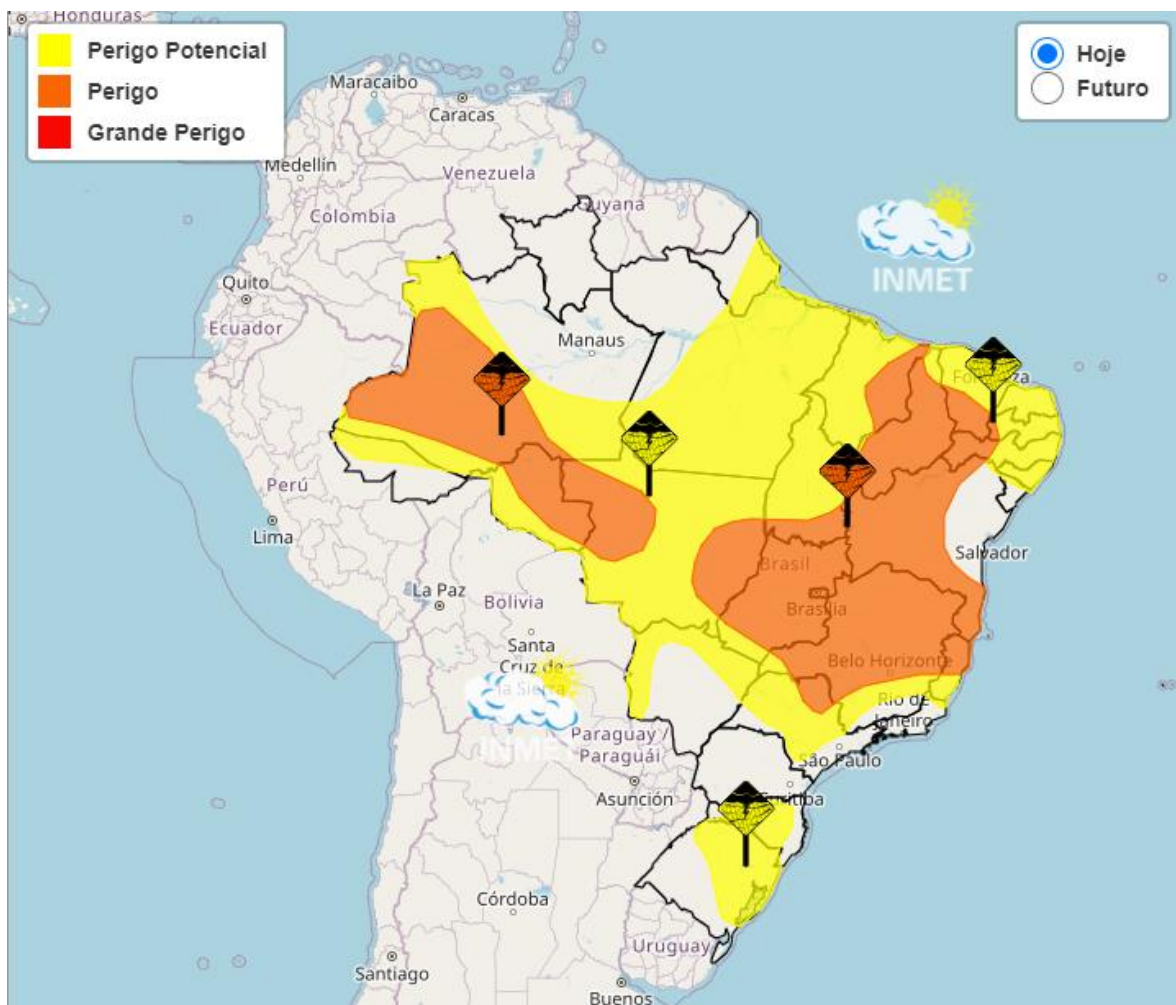 Honduras
Perigo Potencial
Perigo
Grande Perigo
Hoje
Futuro
Maracaibo
Caracas
Medellín
Venezuela
Colombia
Guyana
INMET
Quito
Ecuador
Manaus
Perú
Lima
Salvador
Brasil
Brasília
La Paz
Bolivia
Santa
Cruz de
la Sierra
Belo Horizonte
Rio de
Janeiro
INMET
Paraguay /
Paraguái
São Paulo
Asunción
Curitiba
Córdoba
Uruguay
Santiago
Buenos